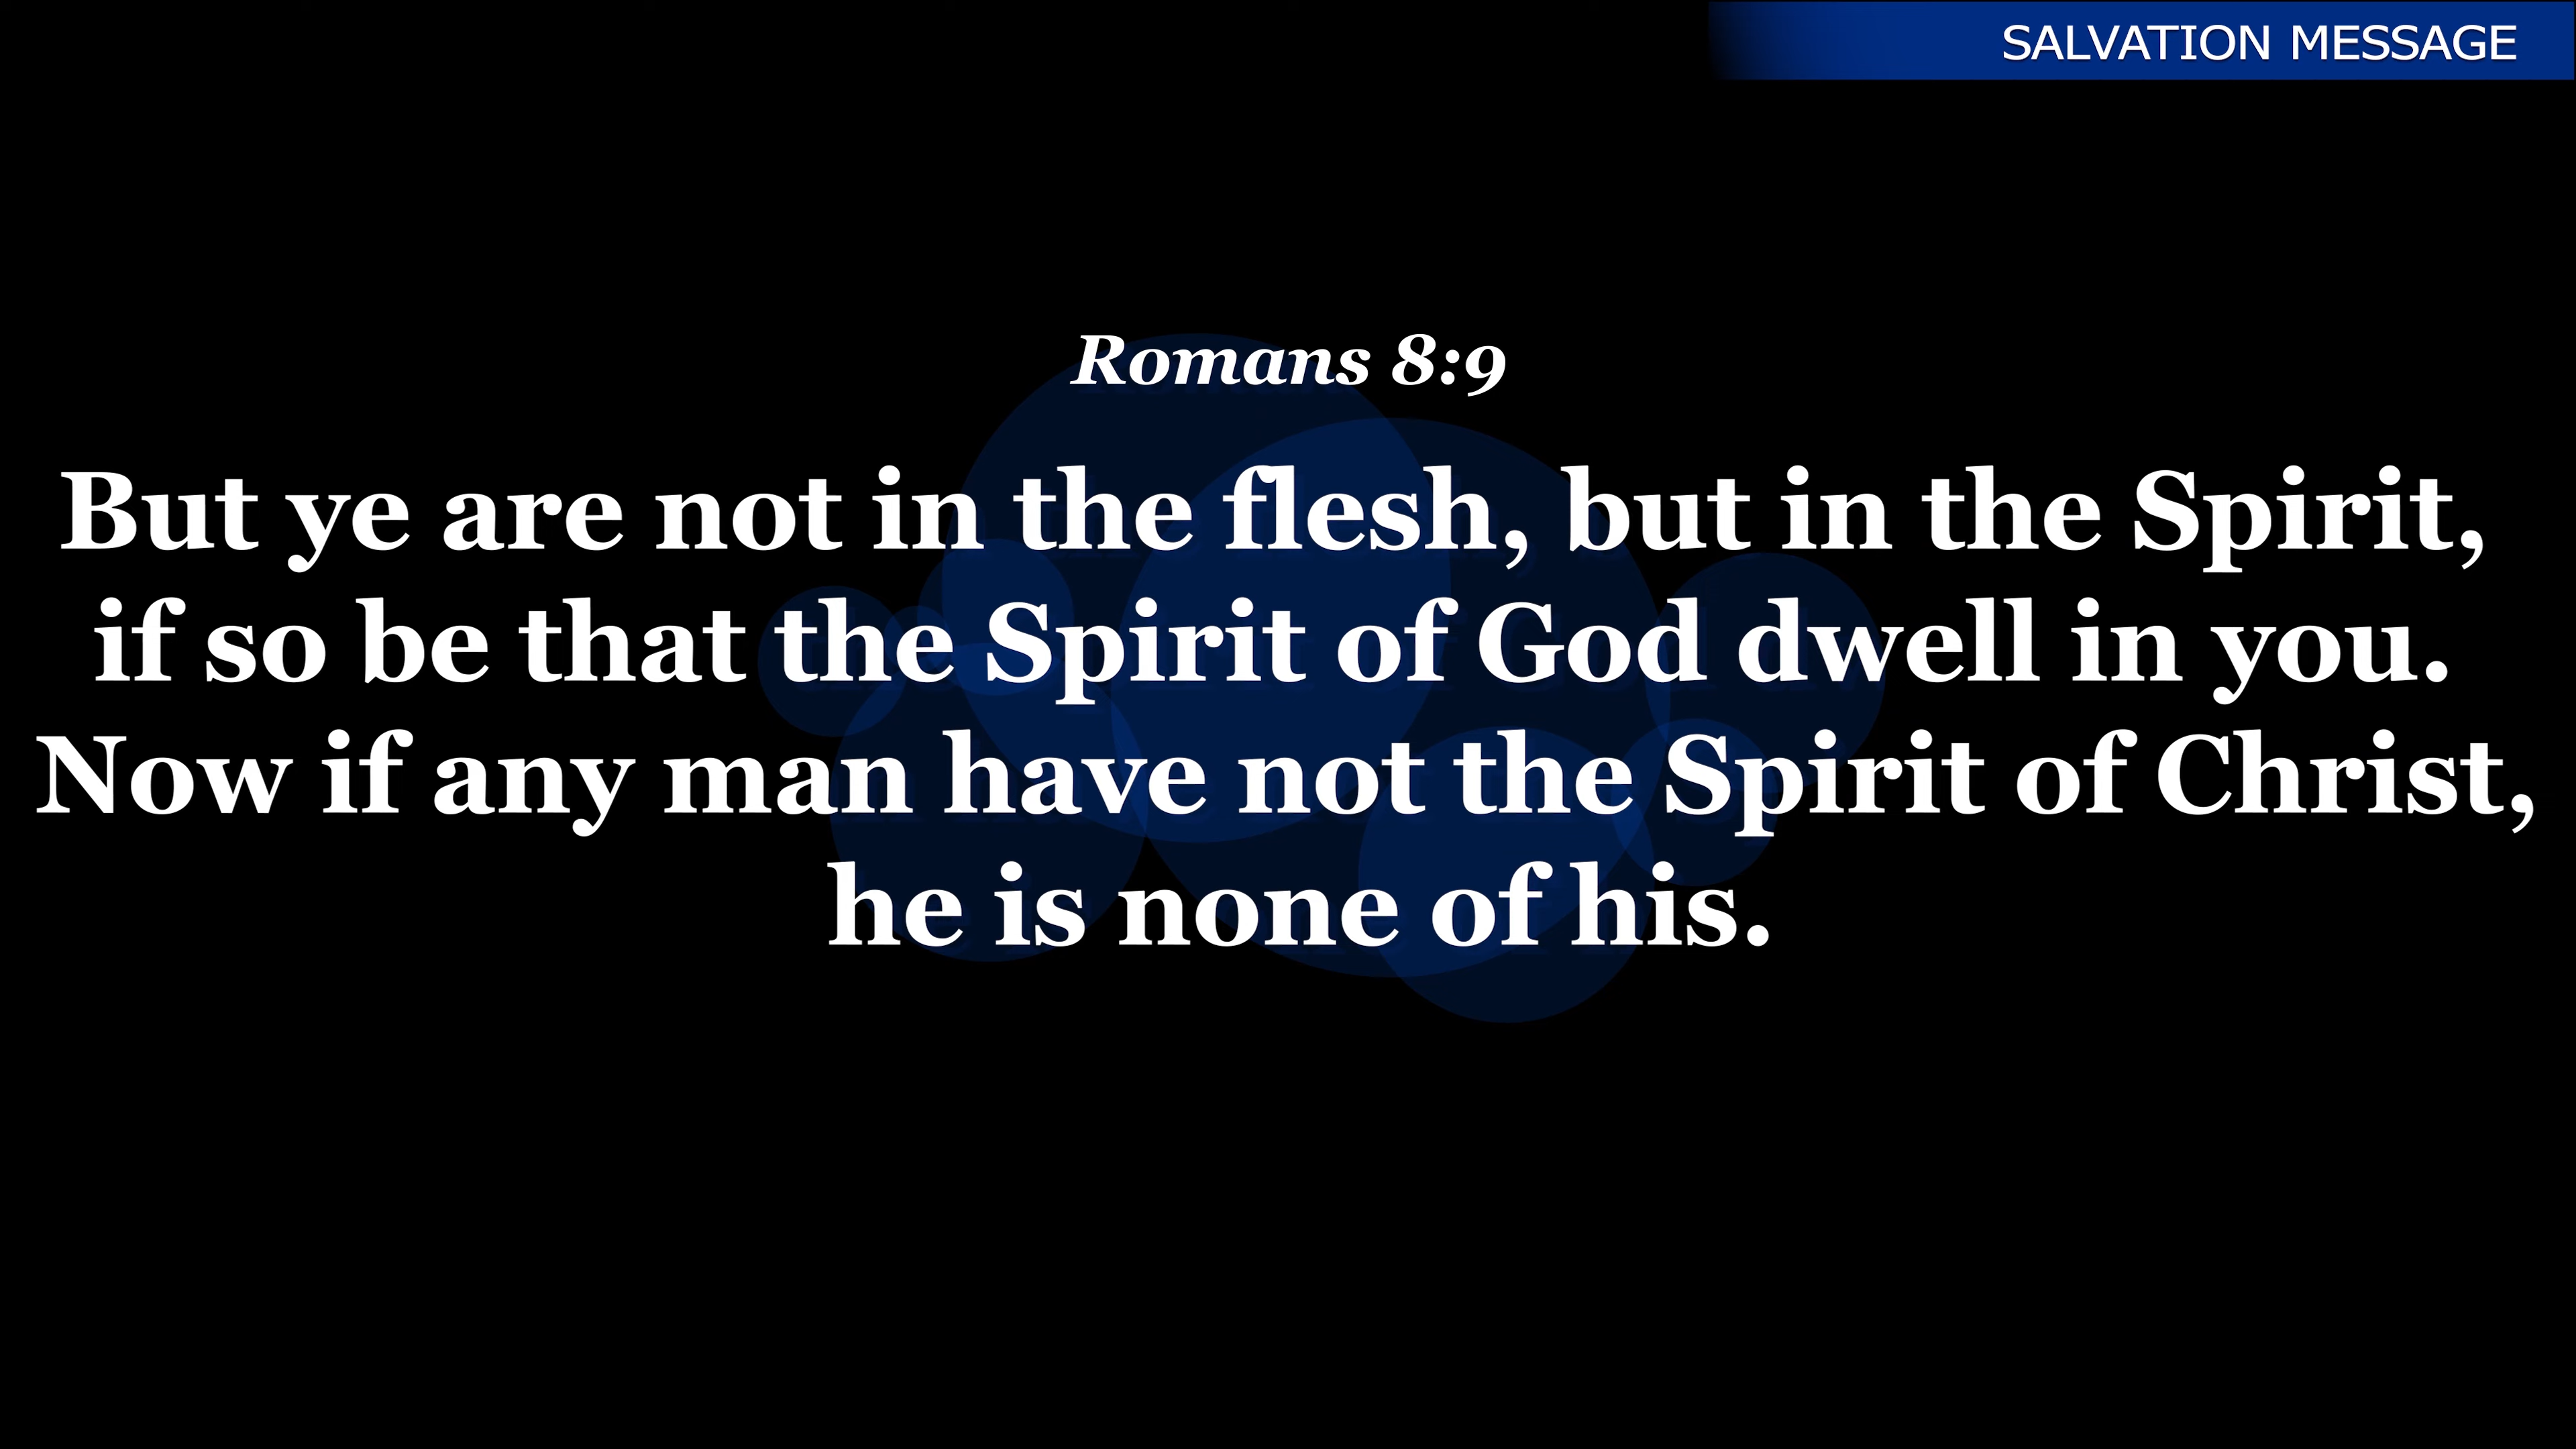 SALVATION MESSAGE
Romans 8:9
But ye are not in the flesh, but in the Spirit,
if so be that the Spirit of God dwell in you.
Now if any man have not the Spirit of Christ,
he is none of his.